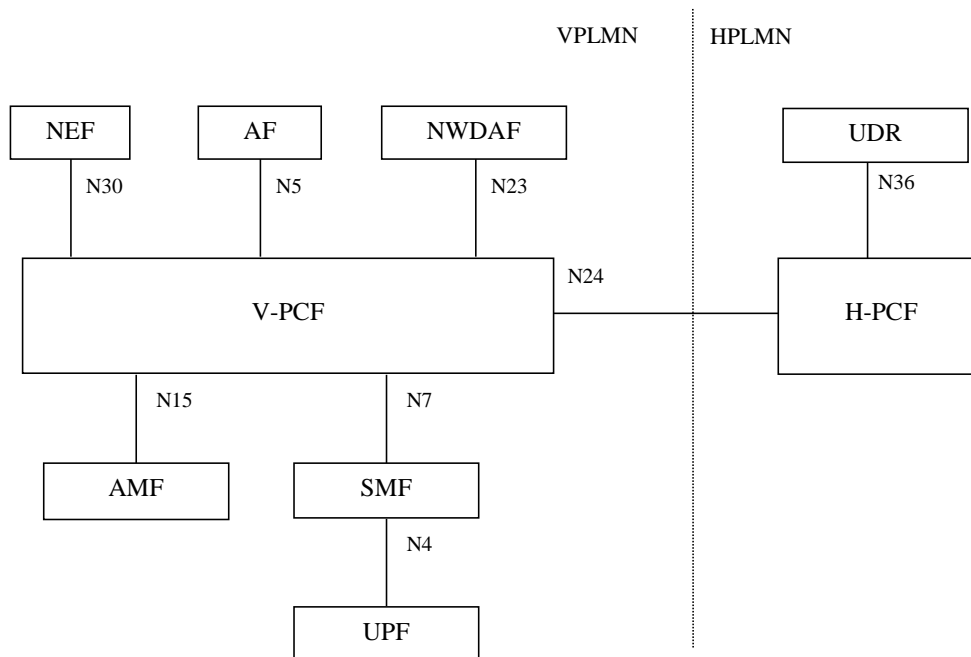 VPLMN
HPLMN
NEF
AF
NWDAF
UDR
N30
N5
N23
N36
N24
V-PCF
H-PCF
N15
N7
AMF
SMF
N4
UPF